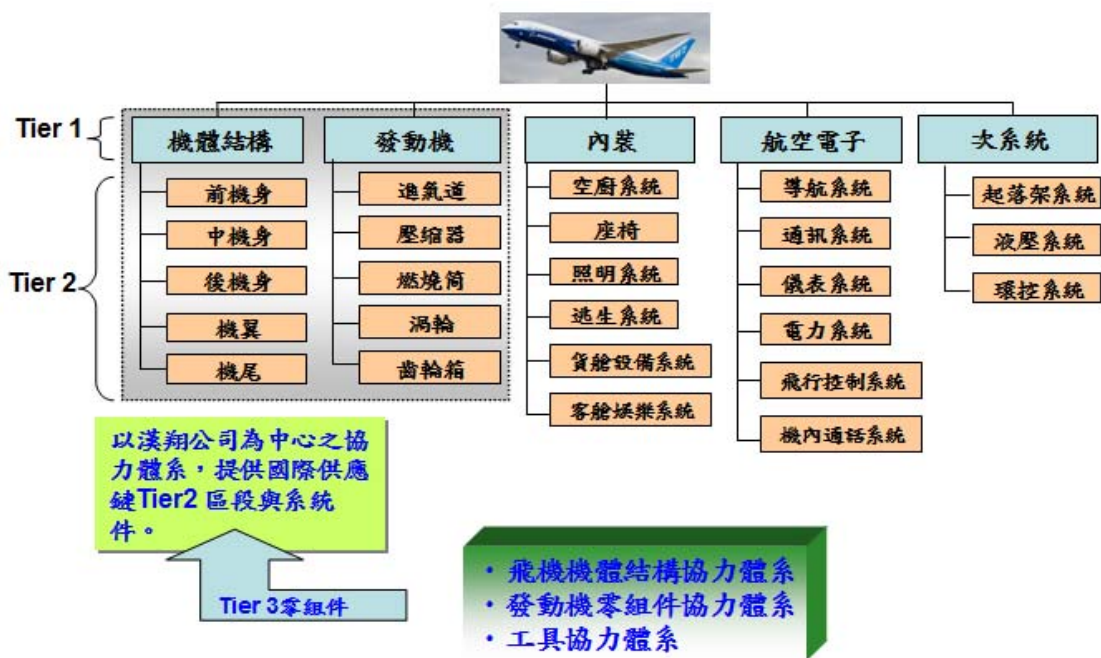 Tier 1
機體結構
發動機
內裝
航空電子
次系統
Tier 2
前機身
中機身
後機身
機翼
機尾
進氣道
壓縮器
燃燒筒
渦輪
齒輪箱
空廚系統
座椅
照明系統
逃生系統
貨艙設備系統
客艙娛樂系統
導航系統
通訊系統
儀表系統
電力系統
飛行控制系統
機內通話系統
起落架系統
液壓系統
環控系統
以漢翔公司為中心之協
力體系，提供國際供應
鏈Tier2 區段與系統
件。
Tier 3零組件
・飛機機體結構協力體系
・發動機零組件協力體系
・工具協力體系